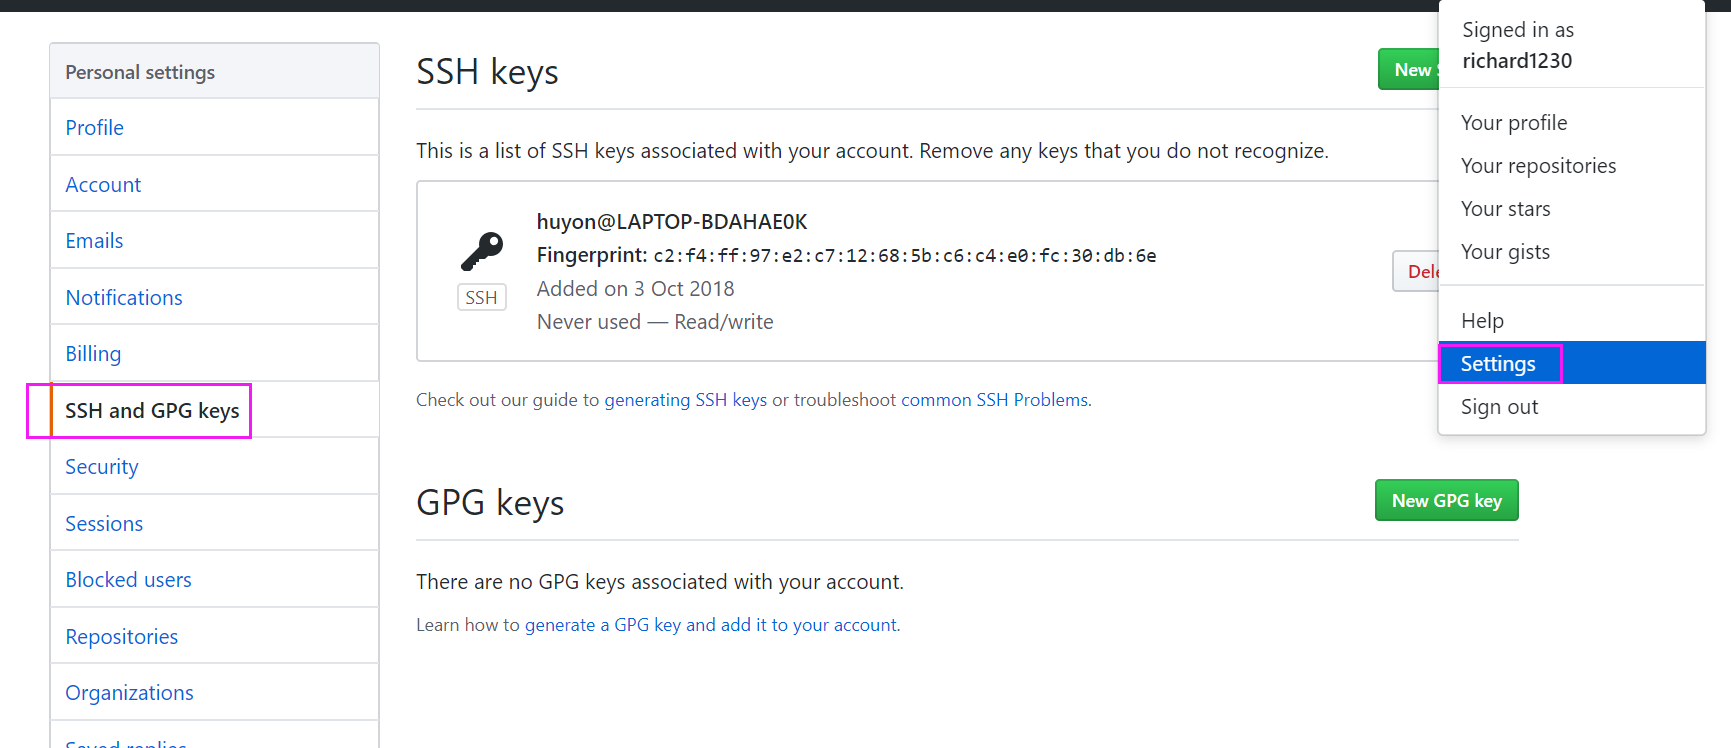 Personal settings
Profile
Account
Emails
Notifications
Billing
SSH and GPG keys
Security
Sessions
Blocked users
Repositories
Organizations
SSH keys
New
This is a list of SSH keys associated with your account. Remove any keys that you do not recognize.
huyon@LAPTOP-BDAHAE0K
Fingerprint: c2:f4:ff:97:e2:c7:12:68:5b:c6:c4:e0:fc:30:db:6e
Added on 3 Oct 2018
Never used — Read/write
SSH
Dele
Check out our guide to generating SSH keys or troubleshoot common SSH Problems.
GPG keys
New GPG key
There are no GPG keys associated with your account.
Learn how to generate a GPG key and add it to your account.
Signed in as
richard1230
Your profile
Your repositories
Your stars
Your gists
Help
Settings
Sign out